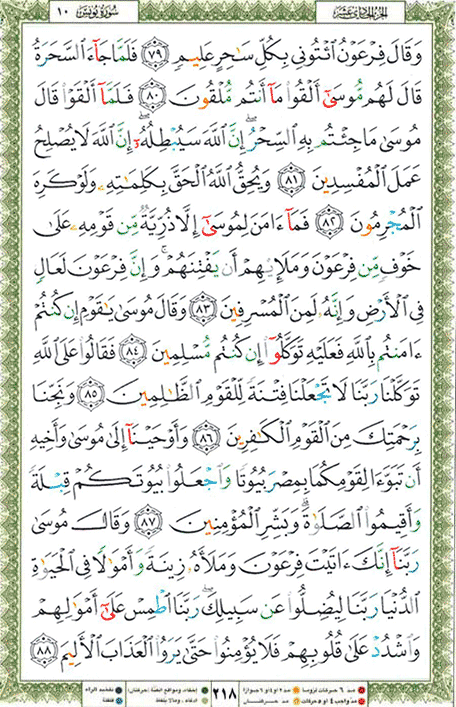 سُورَةُ يُونُس ١٠ الجزء الحادي عشر
وَقَالَ فِرْعَوْنُ ٱئْتُونِى بِكُلِّ سَـٰحِرٍ عَلِيمٍ ۝٧٩ فَلَمَّا جَآءَ ٱلسَّحَرَةُ
قَالَ لَهُم مُّوسَىٰٓ أَلْقُوا۟ مَآ أَنتُم مُّلْقُونَ ۝٨٠ فَلَمَّآ أَلْقَوْا۟ قَالَ
مُوسَىٰ مَا جِئْتُم بِهِ ٱلسِّحْرُ ۖ إِنَّ ٱللَّهَ سَيُبْطِلُهُۥٓ ۖ إِنَّ ٱللَّهَ لَا يُصْلِحُ
عَمَلَ ٱلْمُفْسِدِينَ ۝٨١ وَيُحِقُّ ٱللَّهُ ٱلْحَقَّ بِكَلِمَـٰتِهِۦ وَلَوْ كَرِهَ
ٱلْمُجْرِمُونَ ۝٨٢ فَمَآ ءَامَنَ لِمُوسَىٰٓ إِلَّا ذُرِّيَّةٌ مِّن قَوْمِهِۦ عَلَىٰ
خَوْفٍ مِّن فِرْعَوْنَ وَمَلَإِي۟هِمْ أَن يَفْتِنَهُمْ ۚ وَإِنَّ فِرْعَوْنَ لَعَالٍ
فِى ٱلْأَرْضِ وَإِنَّهُۥ لَمِنَ ٱلْمُسْرِفِينَ ۝٨٣ وَقَالَ مُوسَىٰ يَـٰقَوْمِ إِن كُنتُمْ
ءَامَنتُم بِٱللَّهِ فَعَلَيْهِ تَوَكَّلُوٓا۟ إِن كُنتُم مُّسْلِمِينَ ۝٨٤ فَقَالُوا۟ عَلَى ٱللَّهِ
تَوَكَّلْنَا رَبَّنَا لَا تَجْعَلْنَا فِتْنَةً لِّلْقَوْمِ ٱلظَّـٰلِمِينَ ۝٨٥ وَنَجِّنَا
بِرَحْمَتِكَ مِنَ ٱلْقَوْمِ ٱلْكَـٰفِرِينَ ۝٨٦ وَأَوْحَيْنَآ إِلَىٰ مُوسَىٰ وَأَخِيهِ
أَن تَبَوَّءَا لِقَوْمِكُمَا بِمِصْرَ بُيُوتًا وَٱجْعَلُوا۟ بُيُوتَكُمْ قِبْلَةً
وَأَقِيمُوا۟ ٱلصَّلَوٰةَ ۗ وَبَشِّرِ ٱلْمُؤْمِنِينَ ۝٨٧ وَقَالَ مُوسَىٰ
رَبَّنَآ إِنَّكَ ءَاتَيْتَ فِرْعَوْنَ وَمَلَأَهُۥ زِينَةً وَأَمْوَٰلًا فِى ٱلْحَيَوٰةِ
ٱلدُّنْيَا رَبَّنَا لِيُضِلُّوا۟ عَن سَبِيلِكَ ۖ رَبَّنَا ٱطْمِسْ عَلَىٰٓ أَمْوَٰلِهِمْ
وَٱشْدُدْ عَلَىٰ قُلُوبِهِمْ فَلَا يُؤْمِنُوا۟ حَتَّىٰ يَرَوُا۟ ٱلْعَذَابَ ٱلْأَلِيمَ ۝٨٨
٢١٨